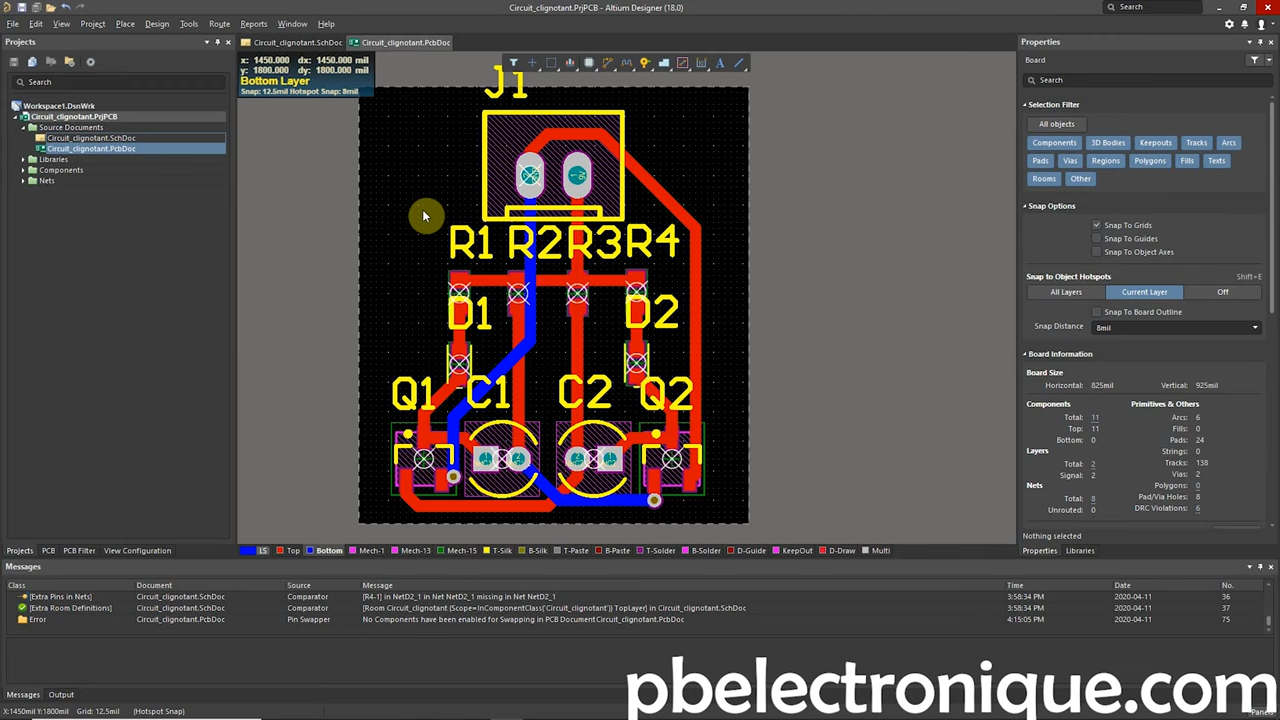 Circuit_clignotant.PrjPCB - Altium Designer (18.0)
Search
File Edit View Project Place Design Tools Route Reports Window Help
Projects
Circuit_clignotant.SchDoc
Circuit_clignotant.PcbDoc
Properties
x: 1450.000 dx: 1450.000 mil
y: 1800.000 dy: 1800.000 mil
Bottom Layer
Snap: 12.5mil Hotspot Snap: 8mil
Board
Search
Search
Workspace1.DsnWrk
Circuit_clignotant.PrjPCB
Source Documents
Circuit_clignotant.SchDoc
Circuit_clignotant.PcbDoc
Libraries
Components
Nets
J1
R1 R2 R3 R4
D1 D2
Q1 C1 C2 Q2
Selection Filter
All objects
Components 3D Bodies Keepouts Tracks Arcs
Pads Vias Regions Polygons Fills Texts
Rooms Other
Snap Options
Snap To Grids
Snap To Guides
Snap To Object Axes
Snap to Object Hotspots Shift+E
All Layers Current Layer Off
Snap To Board Outline
Snap Distance 8mil
Board Information
Board Size
Horizontal: 825mil Vertical: 925mil
Components Primitives & Others
Total: 11 Arcs: 6
Top: 11 Pads: 24
Bottom: 0 Strings: 0
Layers Tracks: 138
Total: 2 Vias: 2
Signal: 2 Polygons: 0
Nets Pad/Via Holes: 8
Total: 8 DRC Violations: 6
Unrouted: 0
Nothing selected
Projects PCB PCB Filter View Configuration
LS Top Bottom Mech-1 Mech-13 Mech-15 T-Silk B-Silk T-Paste B-Paste T-Solder B-Solder D-Guide KeepOut D-Draw Multi
Properties Libraries
Messages
Class Document Source Message Time Date No.
[Extra Pins in Nets] Circuit_clignotant.SchDoc Comparator [R4-1] in NetD2_1 in Net NetD2_1 missing in Net NetD2_1 3:58:34 PM 2020-04-11 36
[Extra Room Definitions] Circuit_clignotant.SchDoc Comparator [Room Circuit_clignotant (Scope=InComponentClass('Circuit_clignotant')) TopLayer] in Circuit_clignotant.SchDoc 3:58:34 PM 2020-04-11 37
Error Circuit_clignotant.PcbDoc Pin Swapper No Components have been enabled for Swapping in PCB DocumentCircuit_clignotant.PcbDoc 4:15:05 PM 2020-04-11 75
pbelectronique.com
Messages Output
X:1450mil Y:1800mil Grid: 12.5mil (Hotspot Snap)
Panels